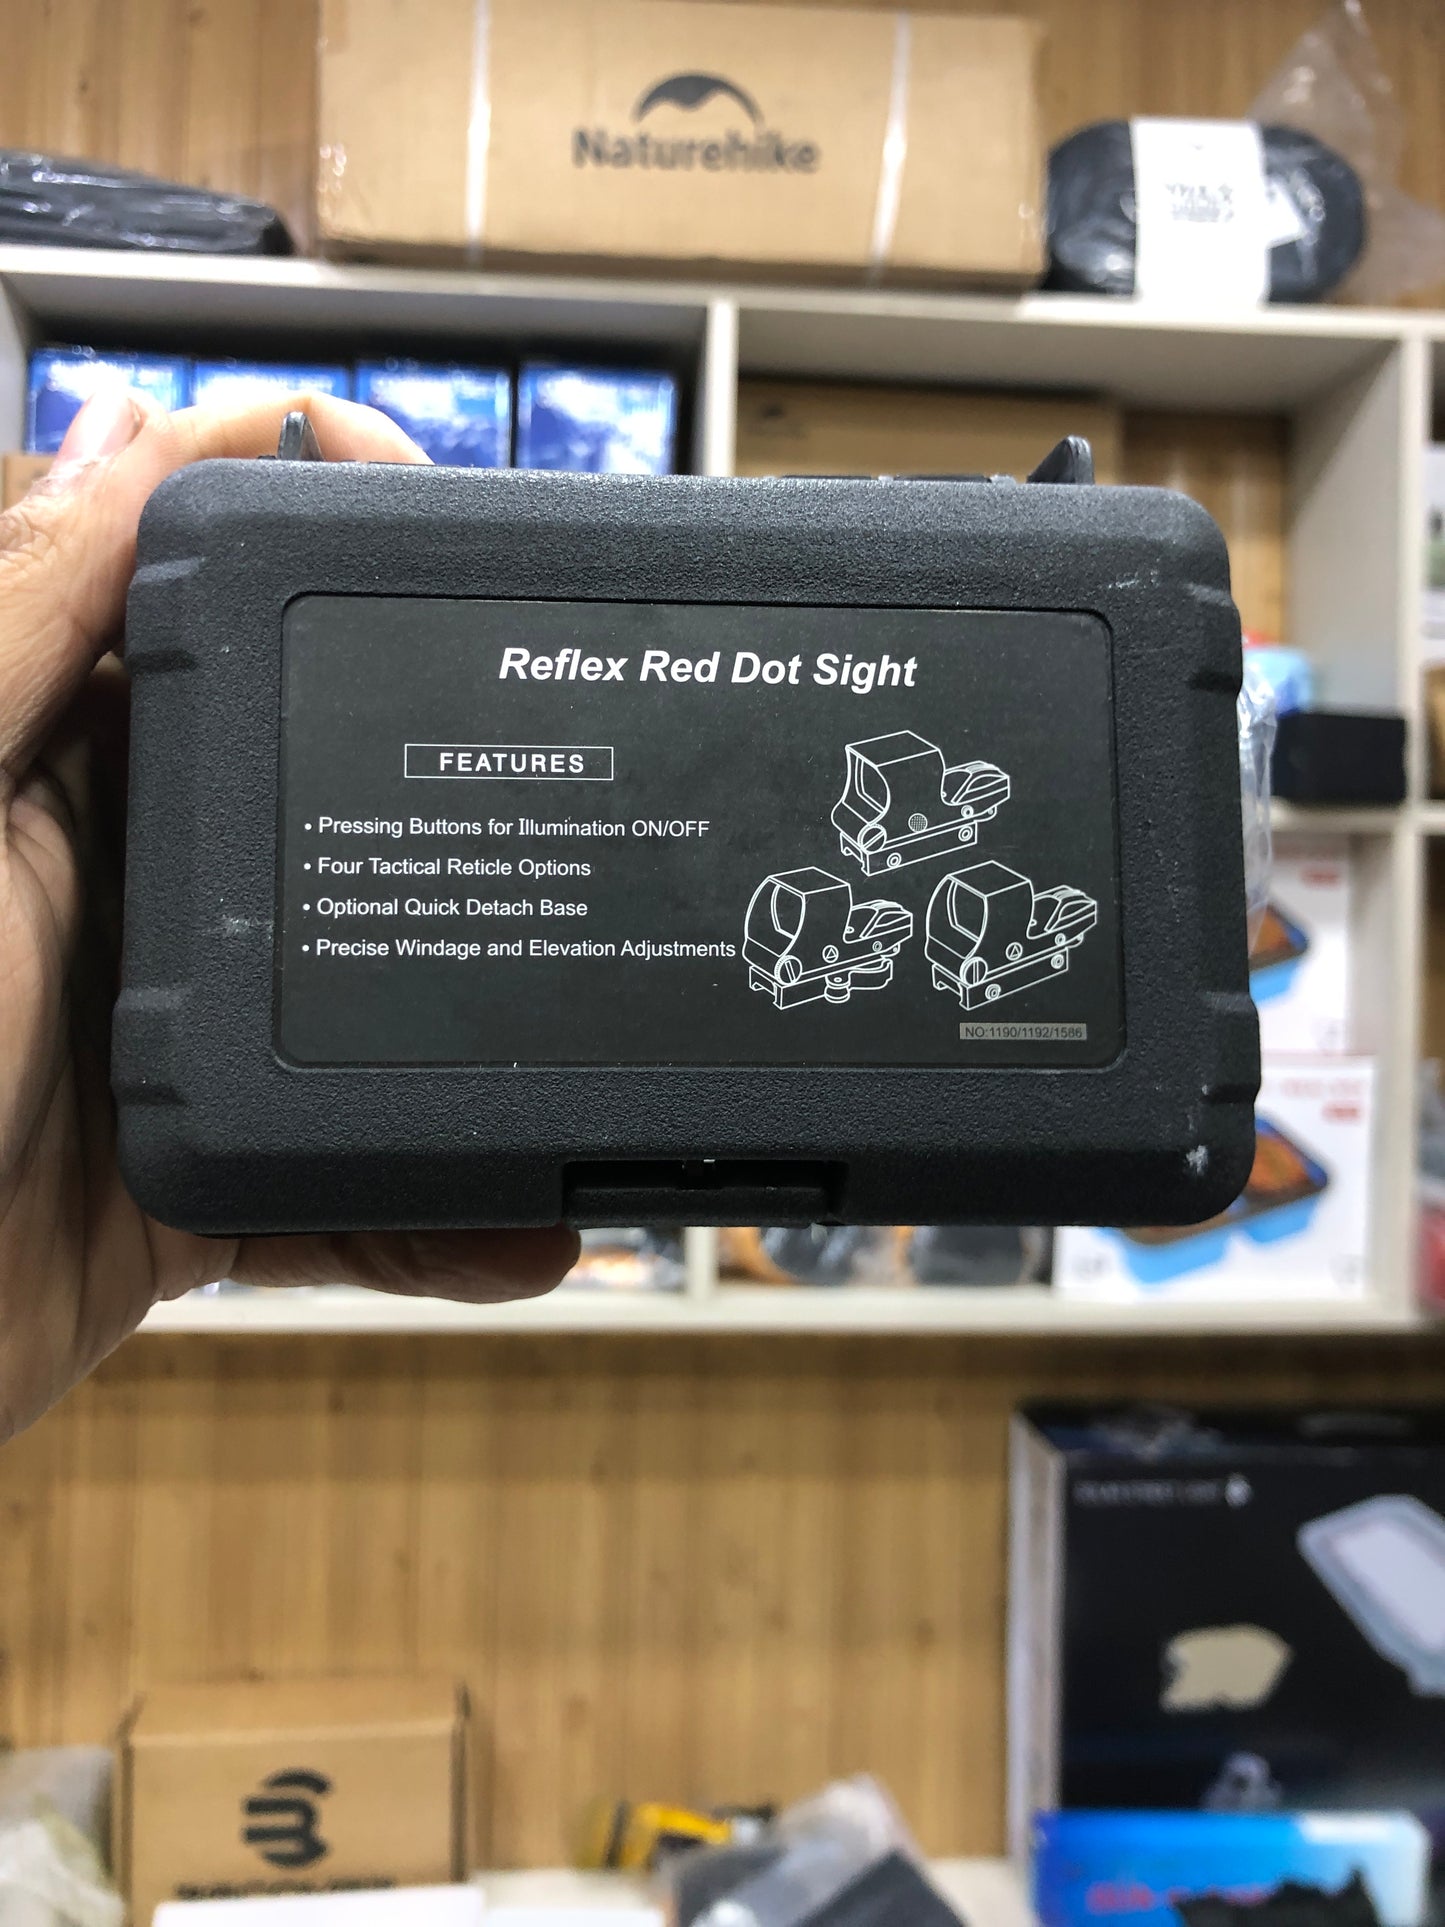 Naturehike
Reflex Red Dot Sight
FEATURES
• Pressing Buttons for Illumination ON/OFF
• Four Tactical Reticle Options
• Optional Quick Detach Base
• Precise Windage and Elevation Adjustments
NO:1190/1192/1586